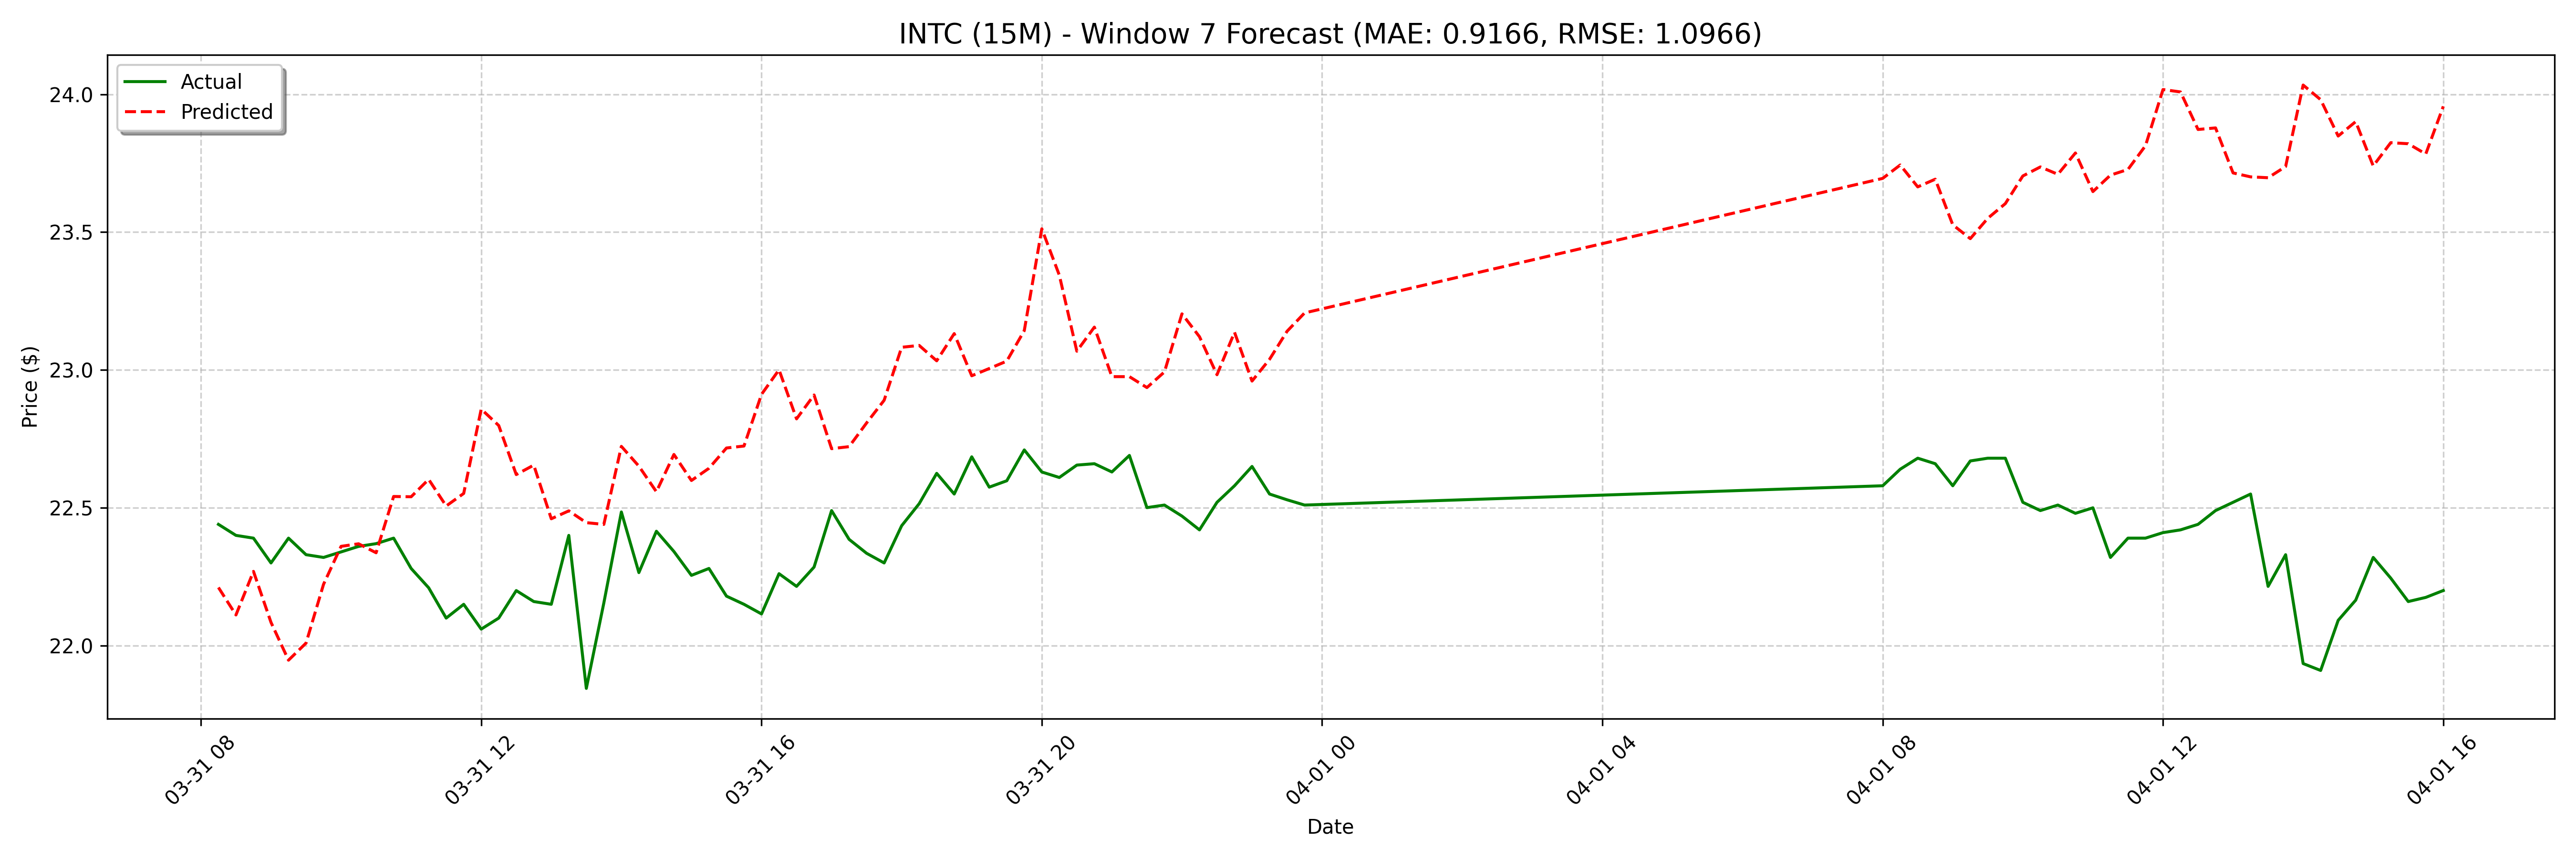 INTC (15M) - Window 7 Forecast (MAE: 0.9166, RMSE: 1.0966)
Actual
Predicted
24.0
23.5
23.0
22.5
22.0
Price ($)
03-31 08
03-31 12
03-31 16
03-31 20
04-01 00
04-01 04
04-01 08
04-01 12
04-01 16
Date